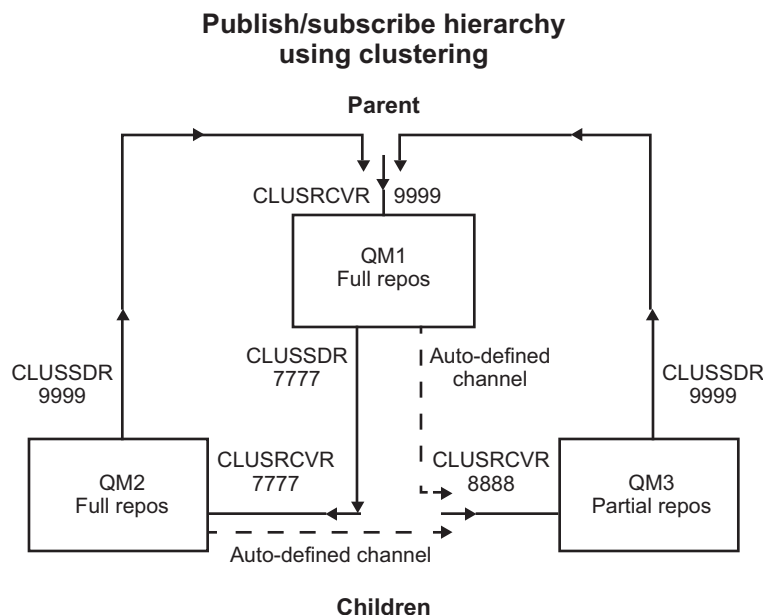 Publish/subscribe hierarchy
using clustering
Parent
CLUSRCVR 9999
QM1
Full repos
CLUSSDR
7777
Auto-defined
channel
CLUSSDR
9999
CLUSSDR
9999
QM2
Full repos
CLUSRCVR
7777
CLUSRCVR
8888
QM3
Partial repos
Auto-defined channel
Children